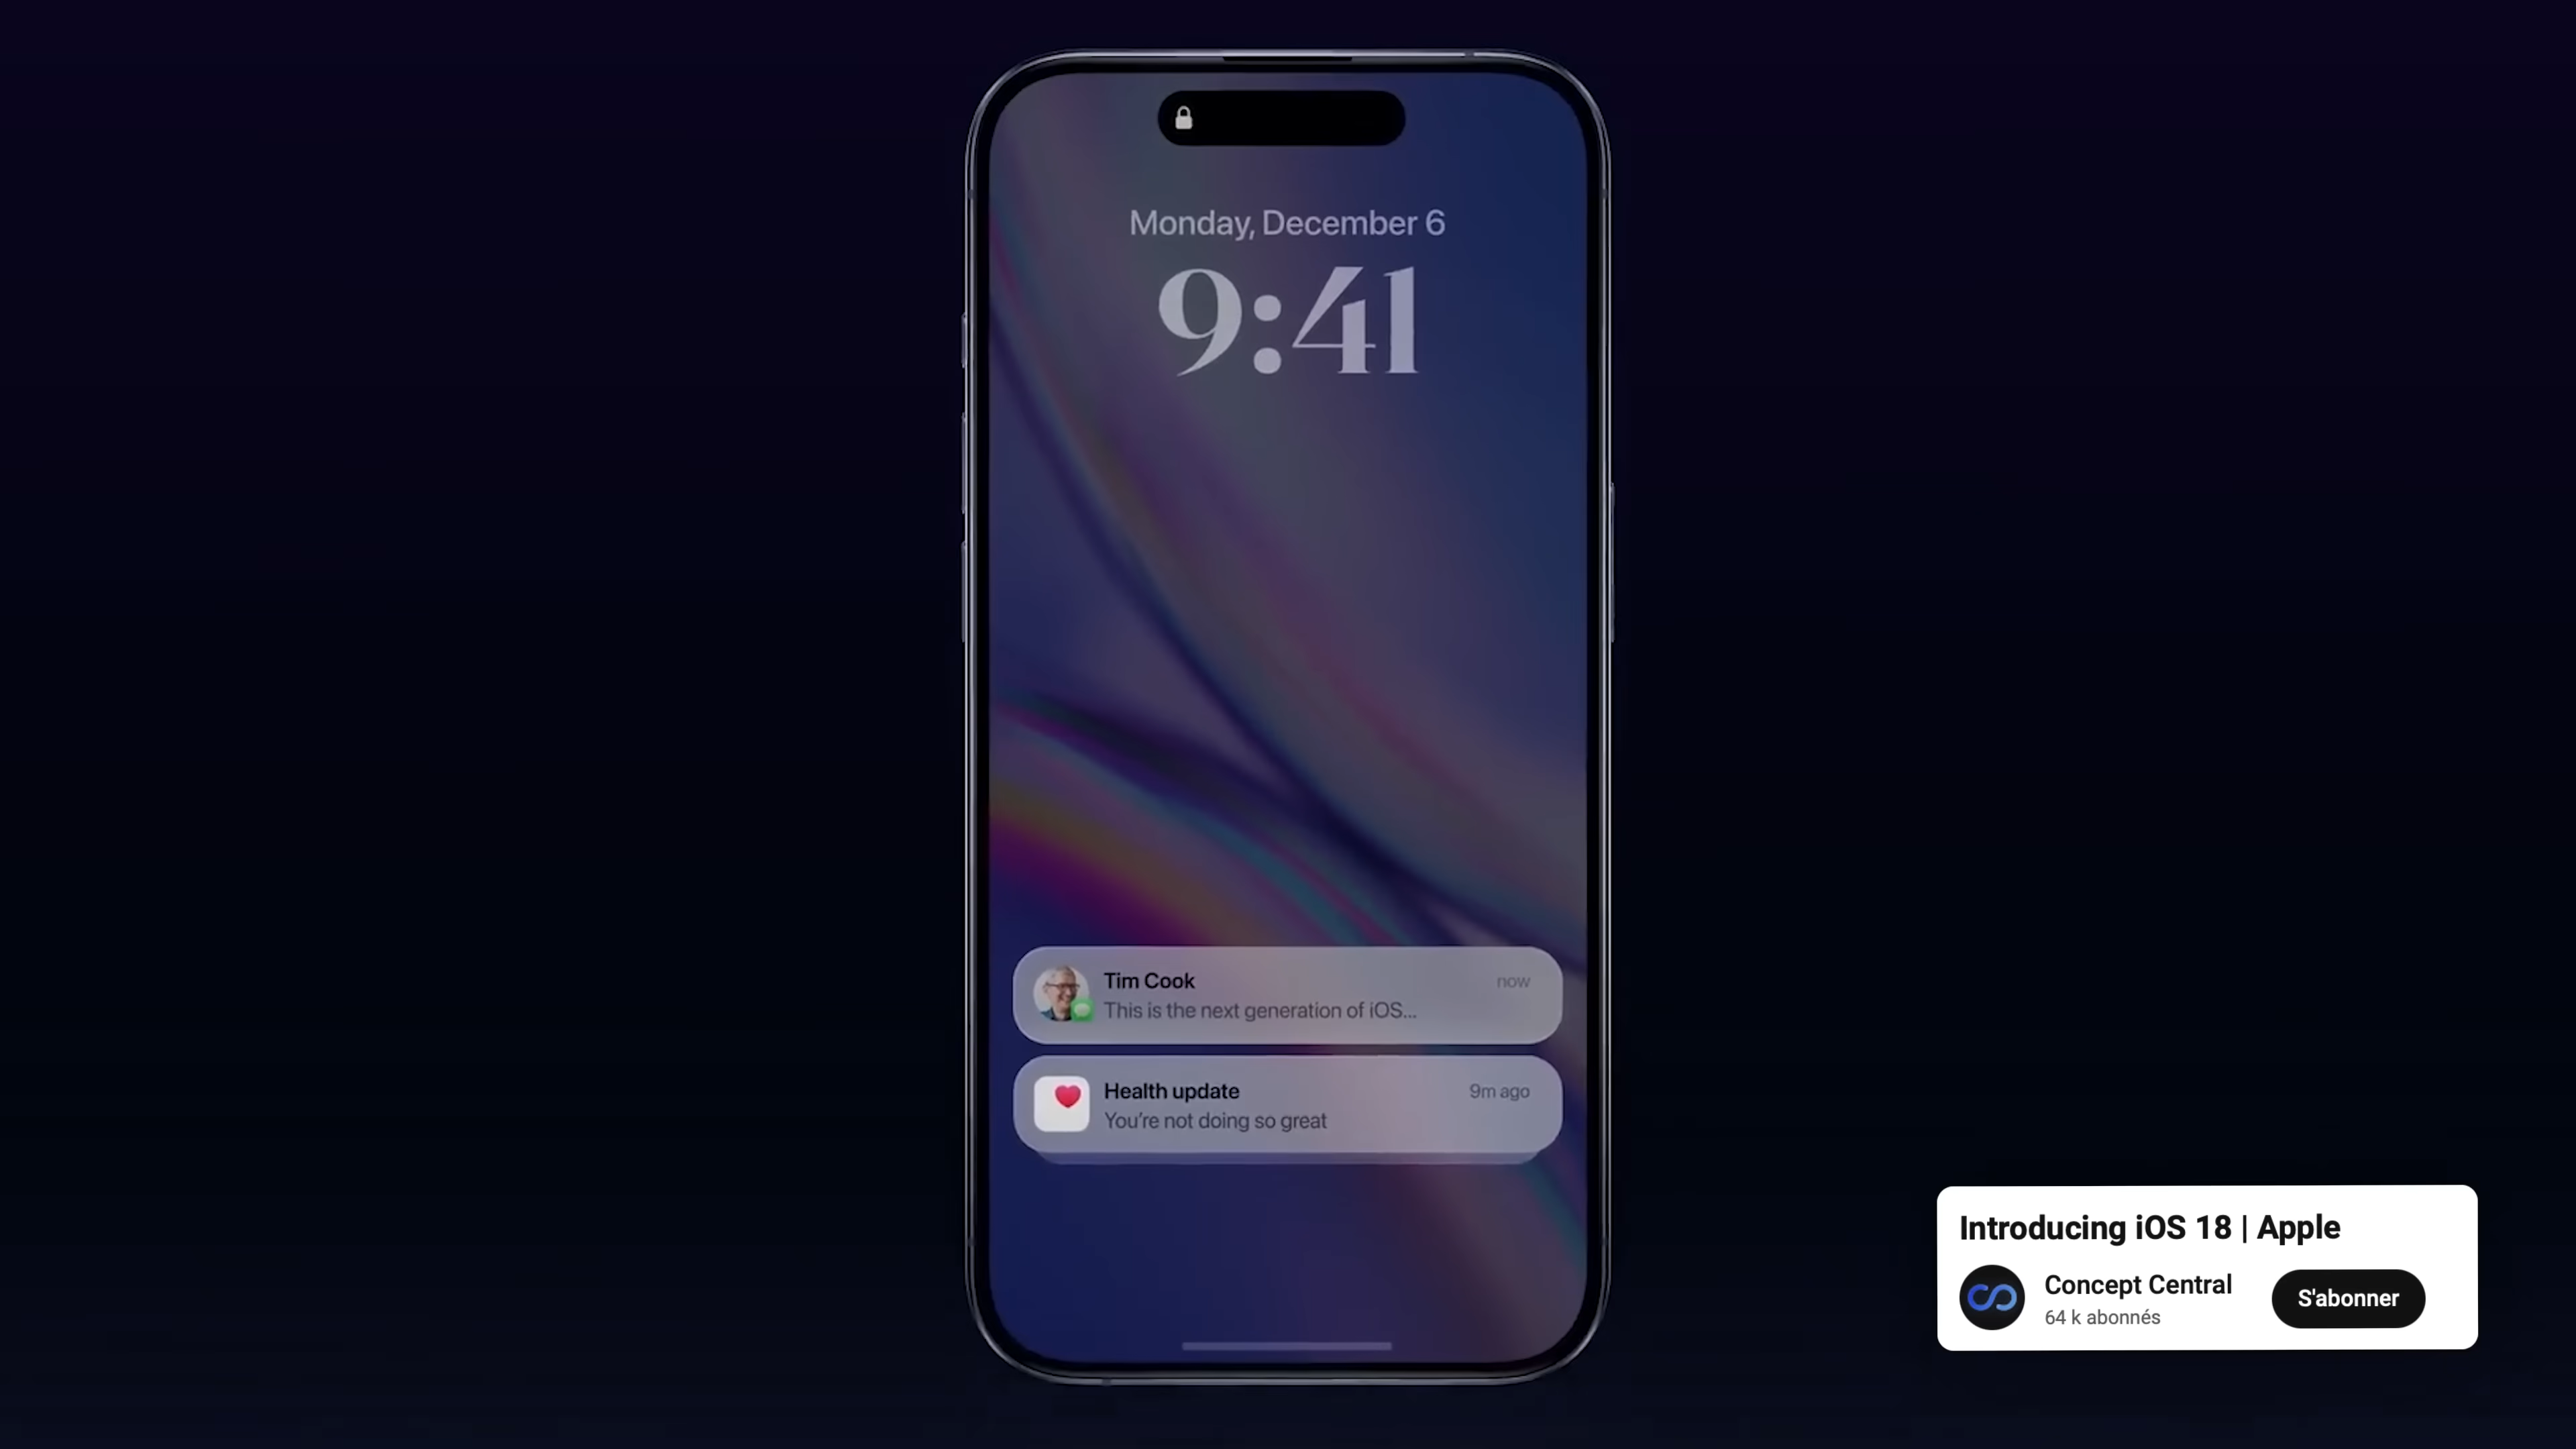 Monday, December 6
9:41
Tim Cook
now
This is the next generation of iOS...
Health update
9m ago
You're not doing so great
Introducing iOS 18 | Apple
Concept Central
64 k abonnés
S'abonner